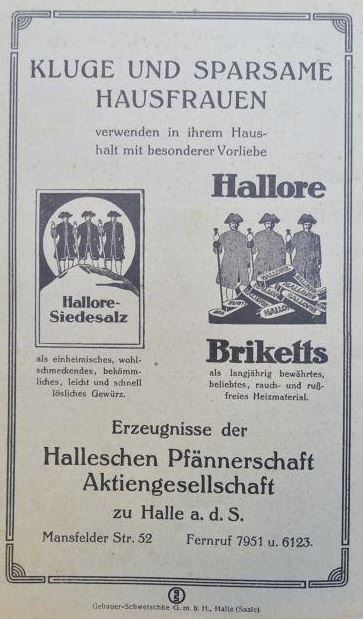 KLUGE UND SPARSAME
HAUSFRAUEN
verwenden in ihrem Haus-
halt mit besonderer Vorliebe
Hallore-
Siedesalz
als einheimisches, wohl-
schmeckendes, bekömm-
liches, leicht und schnell
lösliches Gewürz.
Hallore
HALLORE
Briketts
als langjährig bewährtes,
beliebtes, rauch- und ruß-
freies Heizmaterial.
Erzeugnisse der
Halleschen Pfännerschaft
Aktiengesellschaft
zu Halle a. d. S.
Mansfelder Str. 52 Fernruf 7951 u. 6123.
Gebauer-Schwetschke G. m. b. H., Halle (Saale).